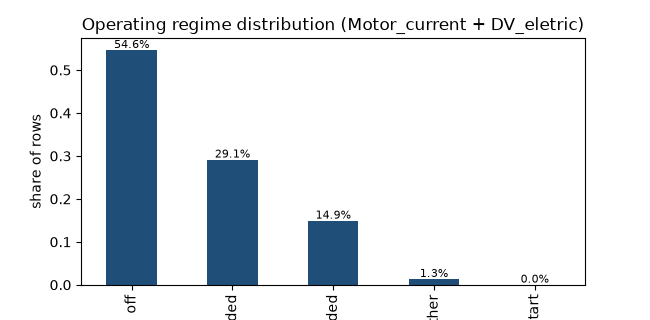 Operating regime distribution (Motor_current + DV_eletric)
share of rows
0.5
0.4
0.3
0.2
0.1
0.0
54.6%
29.1%
14.9%
1.3%
0.0%
off
ded
ded
ther
tart